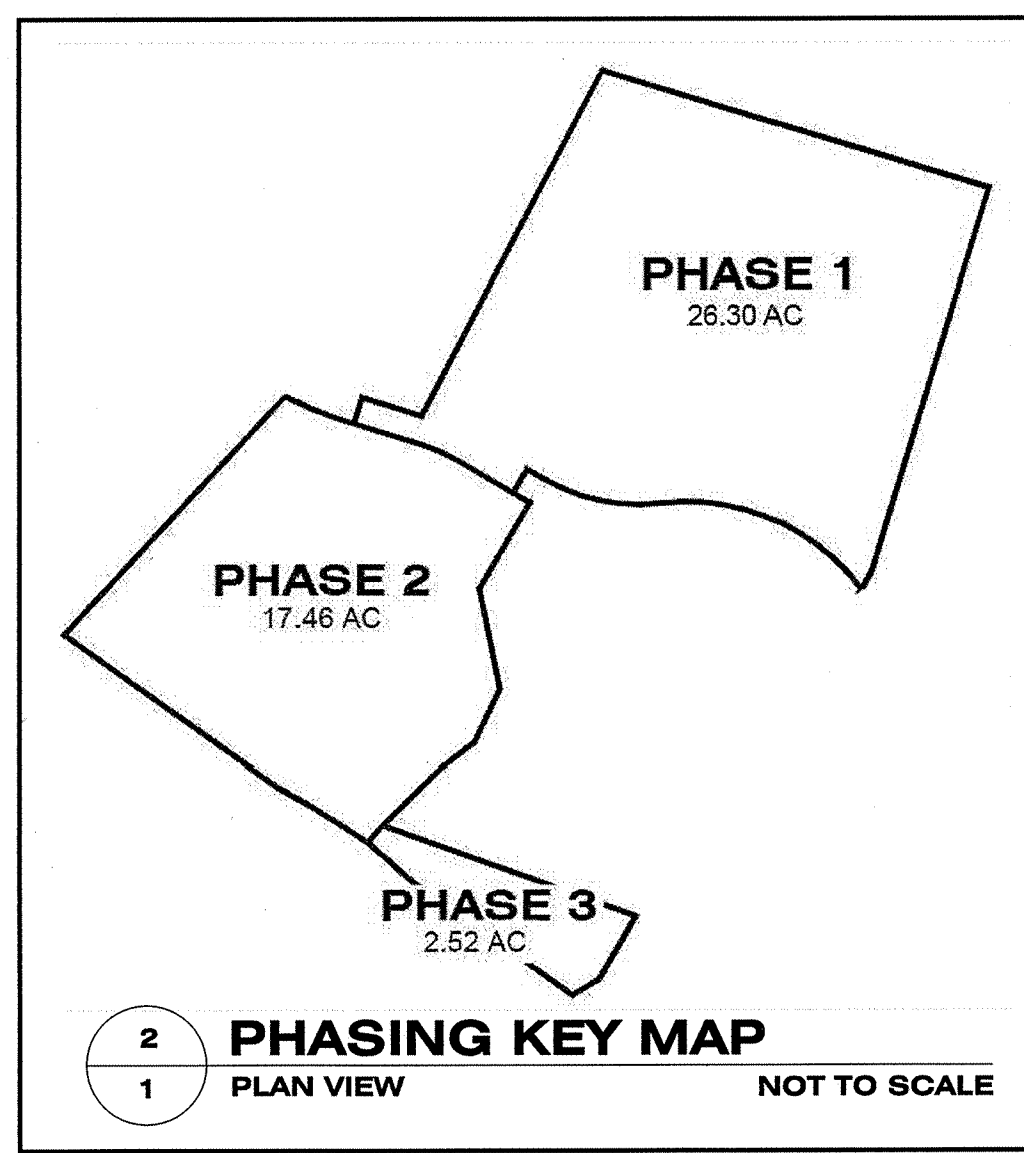 PHASE 1
26.30 AC
PHASE 2
17.46 AC
PHASE 3
2.52 AC
2
PHASING KEY MAP
1
PLAN VIEW
NOT TO SCALE